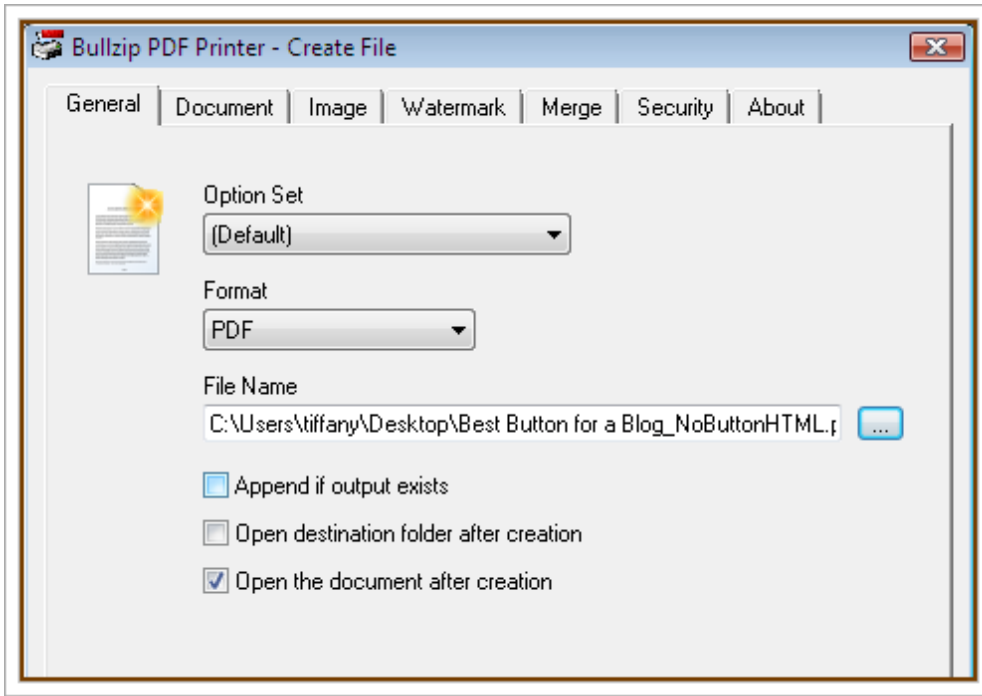 Bullzip PDF Printer - Create File
General Document Image Watermark Merge Security About
Option Set
(Default)
Format
PDF
File Name
C:\Users\tiffany\Desktop\Best Button for a Blog_NoButtonHTML.p
...
Append if output exists
Open destination folder after creation
Open the document after creation